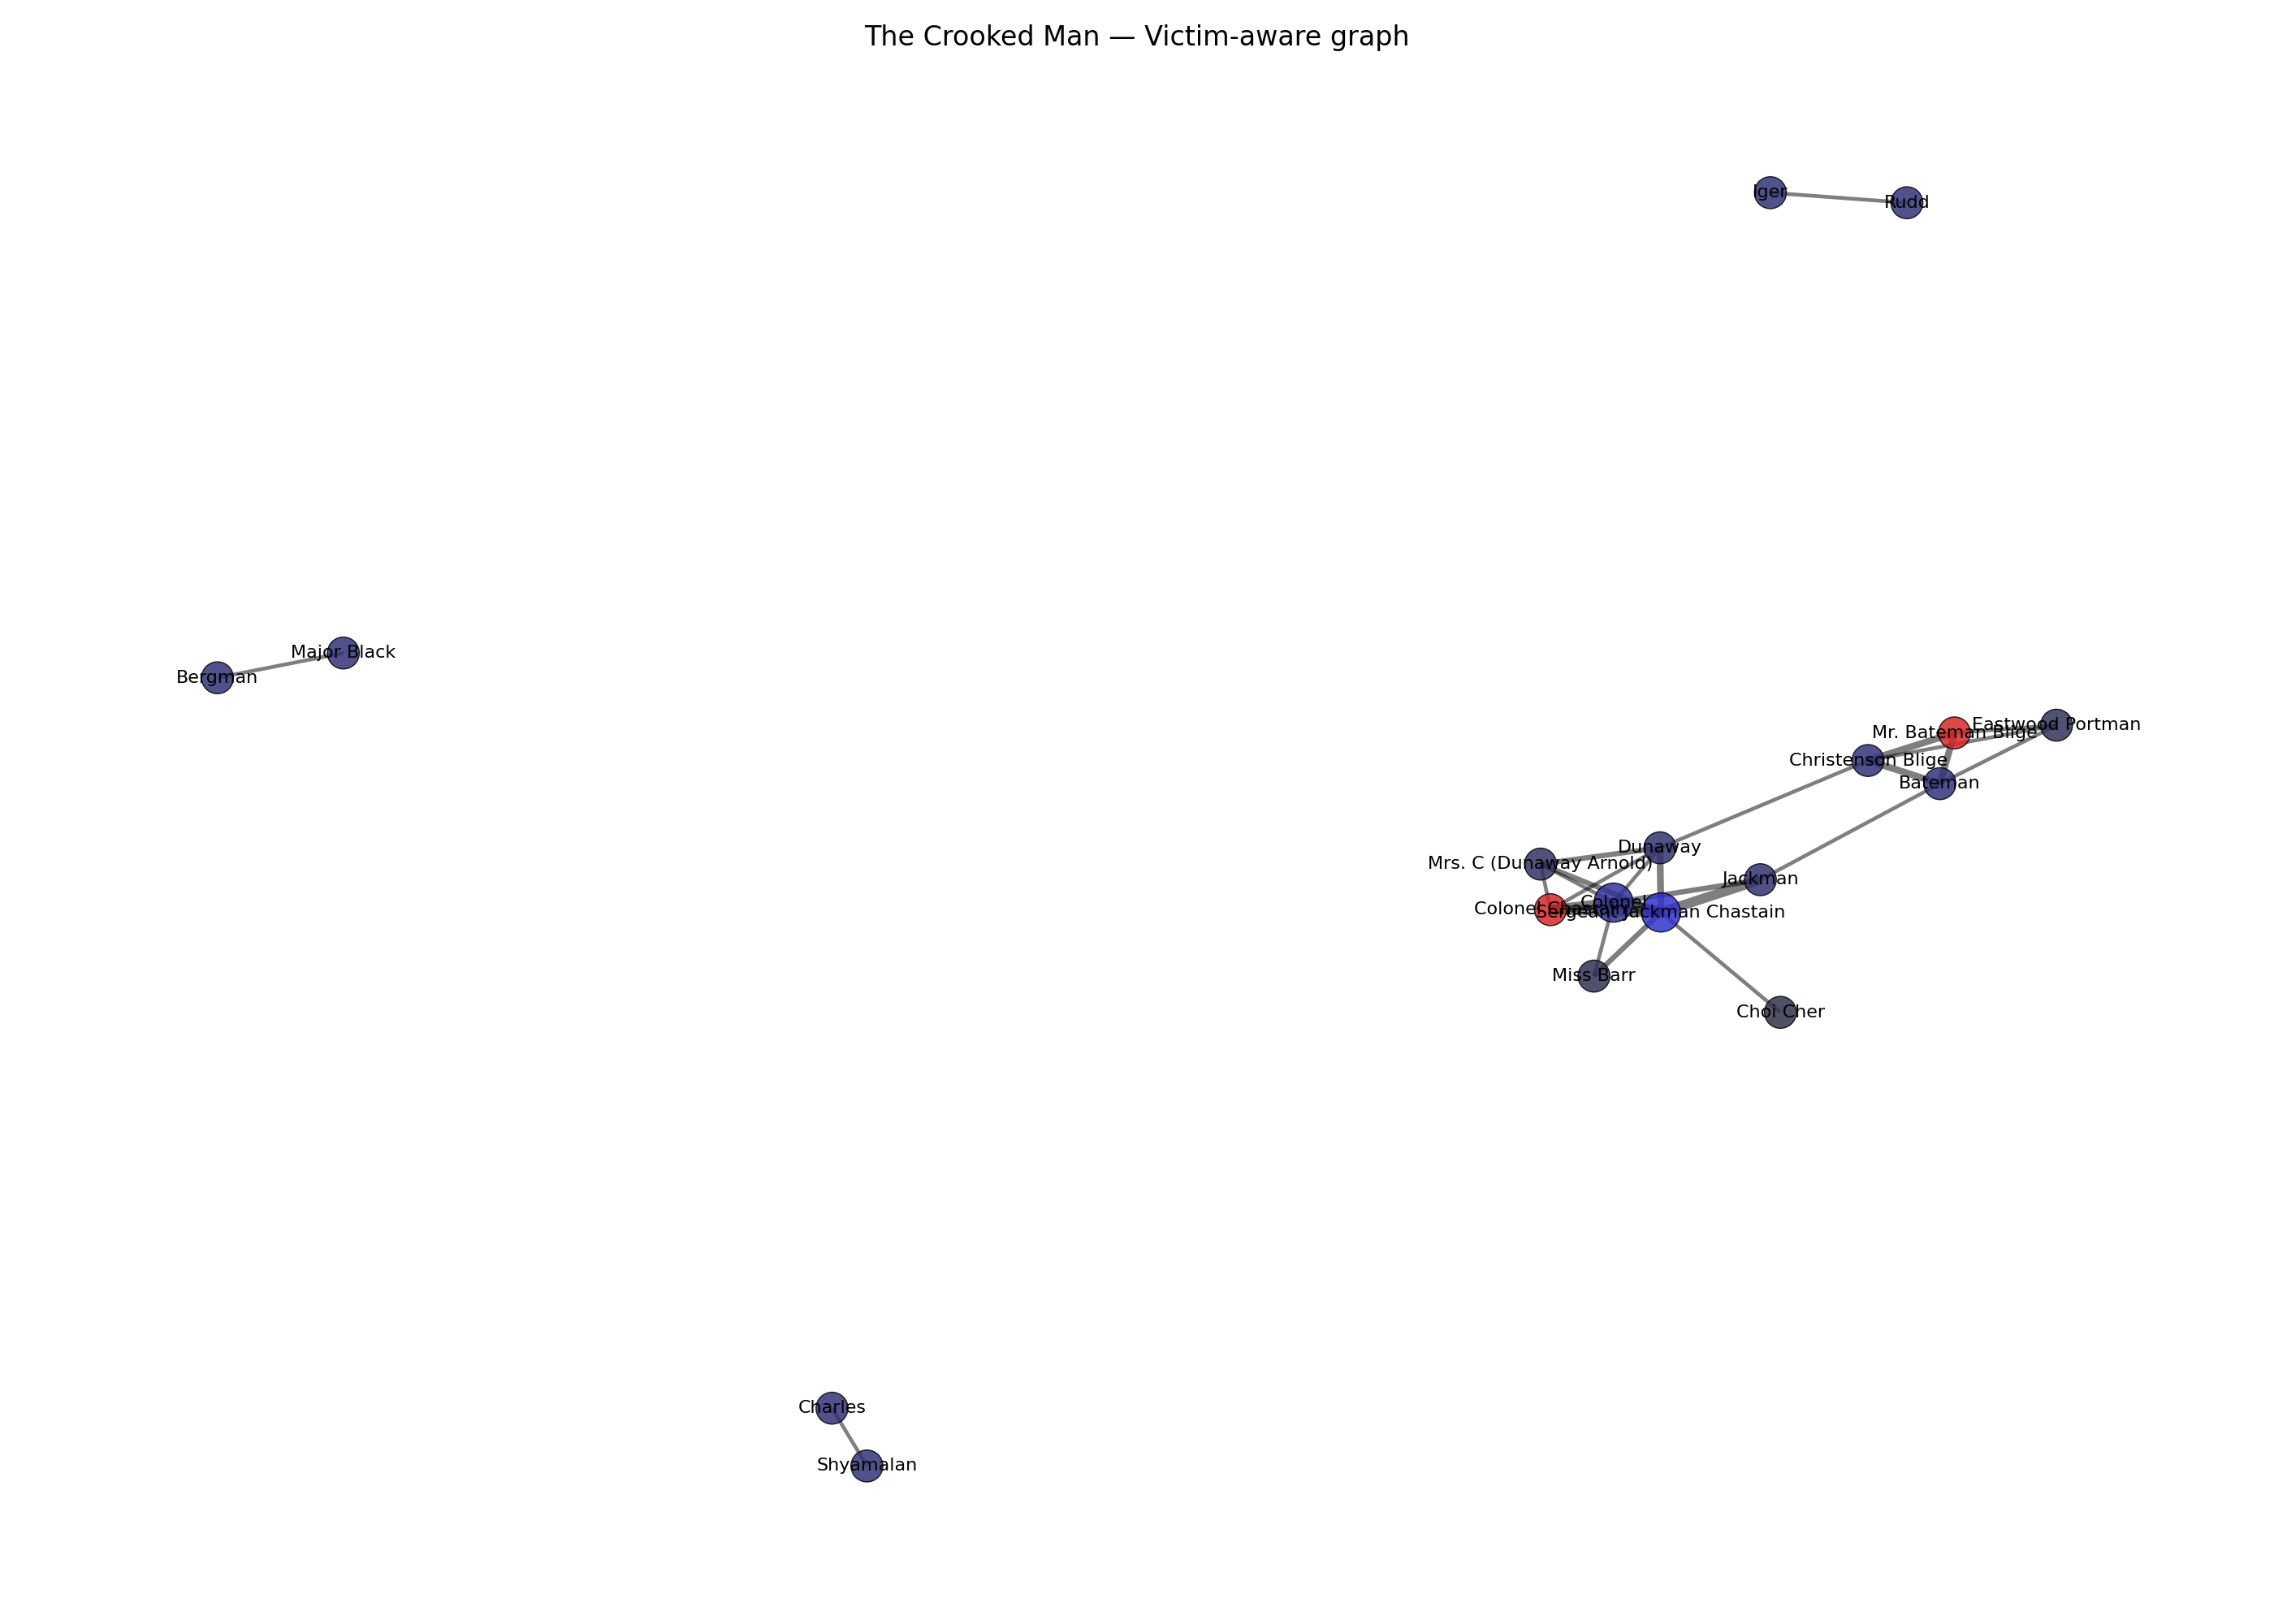 The Crooked Man — Victim-aware graph
Iger
Rudd
Major Black
Bergman
Eastwood Portman
Mr. Bateman Blige
Christenson Blige
Bateman
Dunaway
Mrs. C (Dunaway Arnold)
Jackman
Colonel
Colonel Chastain
Sergeant Jackman Chastain
Miss Barr
Choi Cher
Charles
Shyamalan